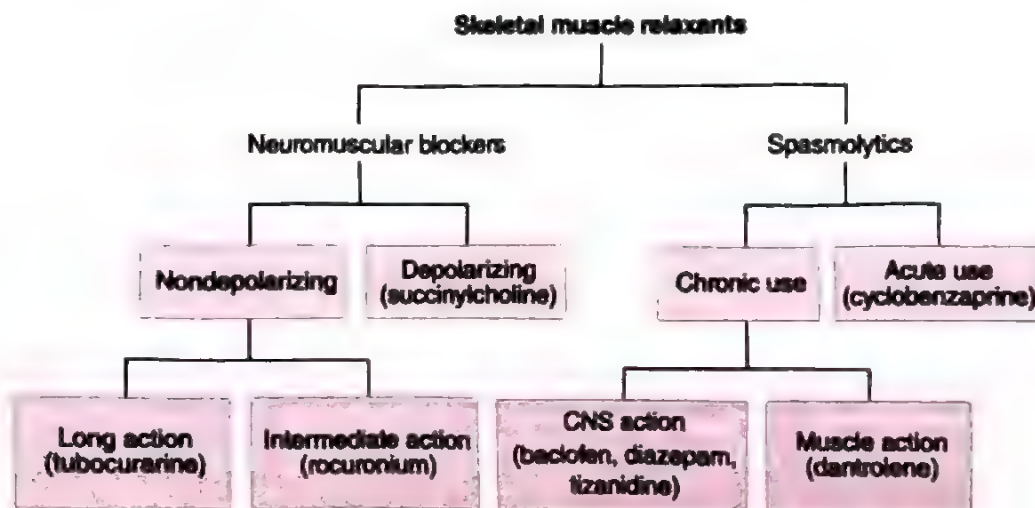 Skeletal muscle relaxants
Neuromuscular blockers
Spasmolytics
Nondepolarizing
Depolarizing
(succinylcholine)
Chronic use
Acute use
(cyclobenzaprine)
Long action
(tubocurarine)
Intermediate action
(rocuronium)
CNS action
(baclofen, diazepam,
tizanidine)
Muscle action
(dantrolene)